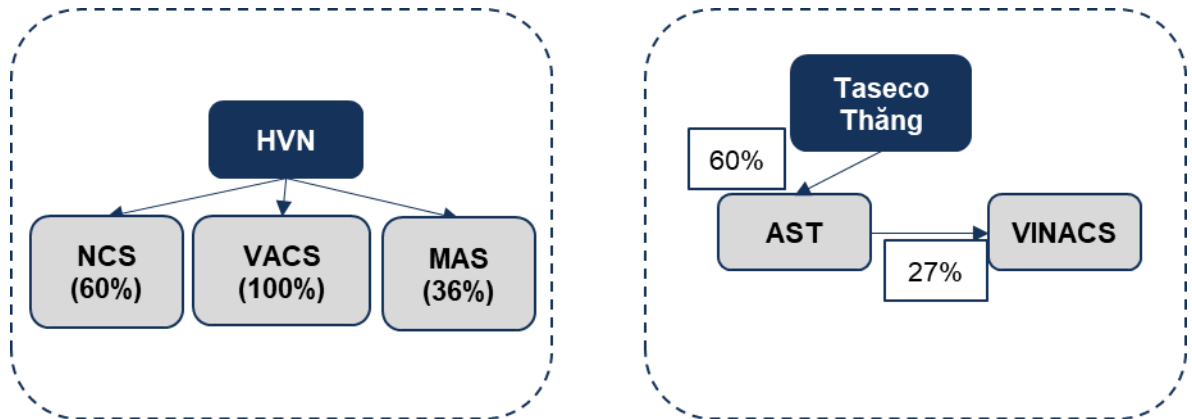 HVN
NCS
(60%)
VACS
(100%)
MAS
(36%)
Taseco
Thăng
60%
AST
VINACS
27%